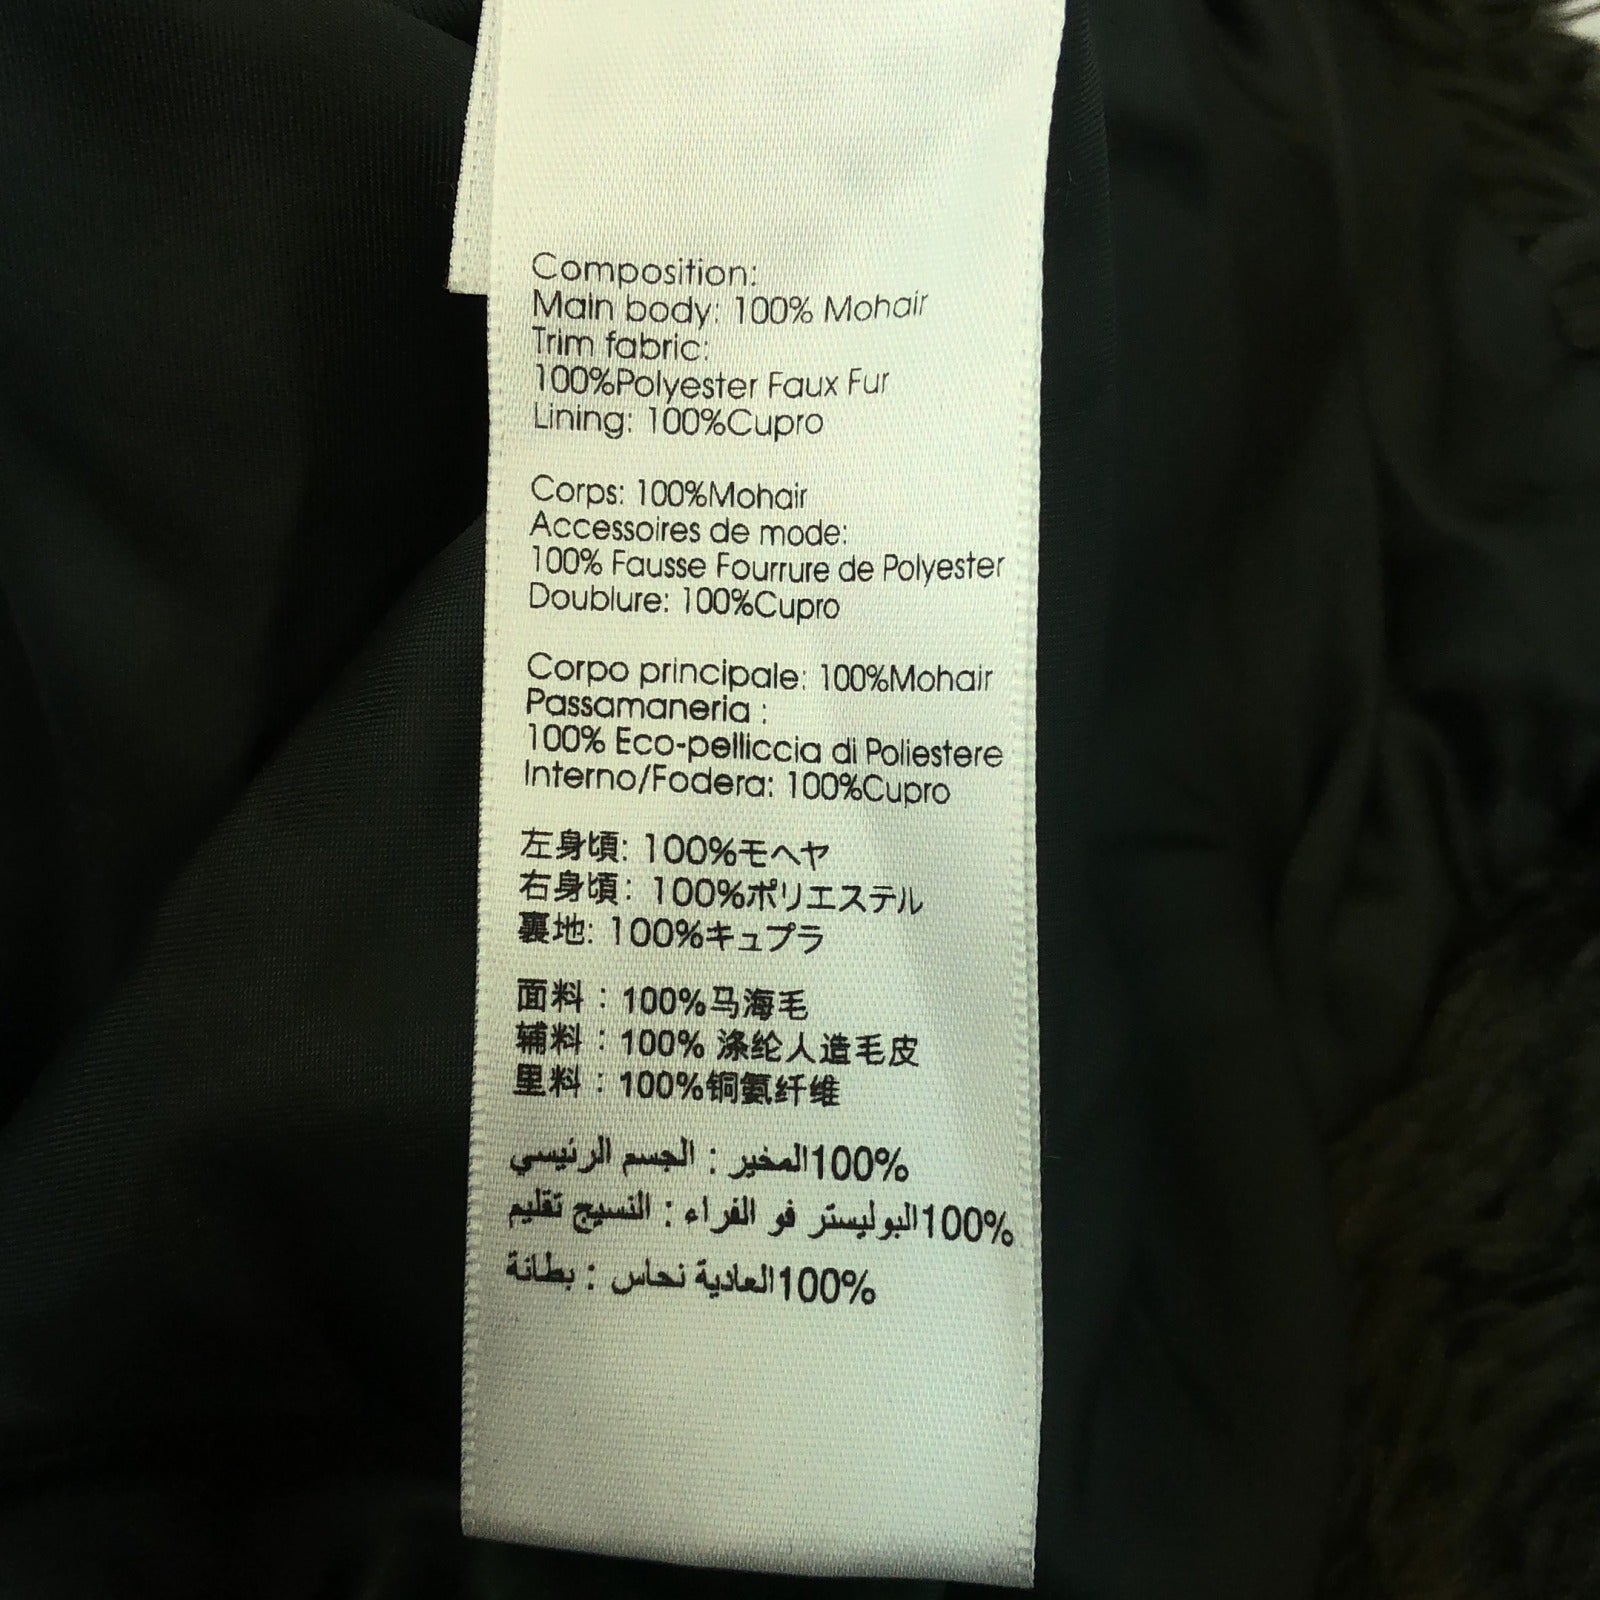 Composition:
Main body: 100% Mohair
Trim fabric:
100%Polyester Faux Fur
Lining: 100%Cupro
Corps: 100%Mohair
Accessoires de mode:
100% Fausse Fourrure de Polyester
Doublure: 100%Cupro
Corpo principale: 100%Mohair
Passamaneria :
100% Eco-pelliccia di Poliestere
Interno/Fodera: 100%Cupro
左身頃: 100%モヘヤ
右身頃: 100%ポリエステル
裏地: 100%キュプラ
面料：100%马海毛
辅料：100% 涤纶人造毛皮
里料：100%铜氨纤维
100%المخير : الجسم الرئيسي
100%البوليستر فو الفراء : النسيج تقليم
100%العادية نحاس : بطانة